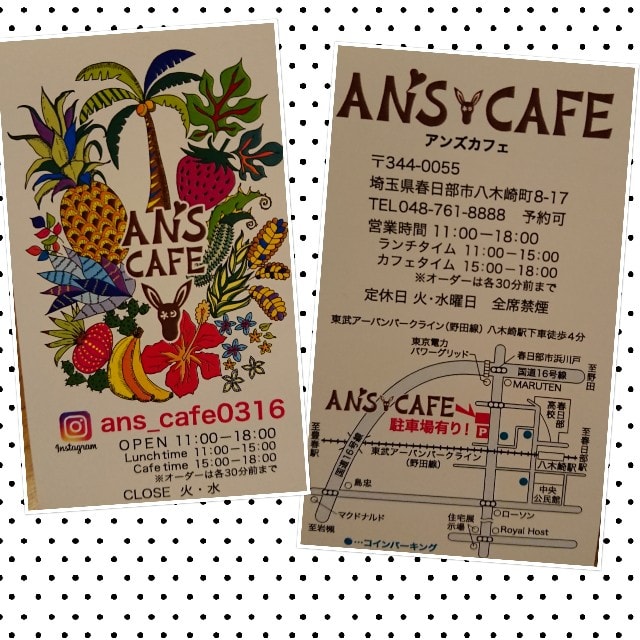 AN'S
CAFE
Instagram
ans_cafe0316
OPEN 11:00－18:00
Lunch time 11:00－15:00
Cafe time 15:00－18:00
※オーダーは各30分前まで
CLOSE 火・水
AN'S CAFE
アンズカフェ
〒344-0055
埼玉県春日部市八木崎町8-17
TEL048-761-8888 予約可
営業時間 11:00－18:00
ランチタイム 11:00－15:00
カフェタイム 15:00－18:00
※オーダーは各30分前まで
定休日 火・水曜日 全席禁煙
東武アーバンパークライン(野田線) 八木崎駅下車徒歩4分
東京電力
パワーグリッド
春日部市浜川戸
国道16号線
至野田
MARUTEN
AN'S CAFE
駐車場有り!
P
春日部
高校
至春日部駅
国道16号線
至豊春駅
東武アーバンパークライン
(野田線)
八木崎駅
島忠
中央
公民館
マクドナルド
至岩槻
住宅展
示場
ローソン
Royal Host
●…コインパーキング